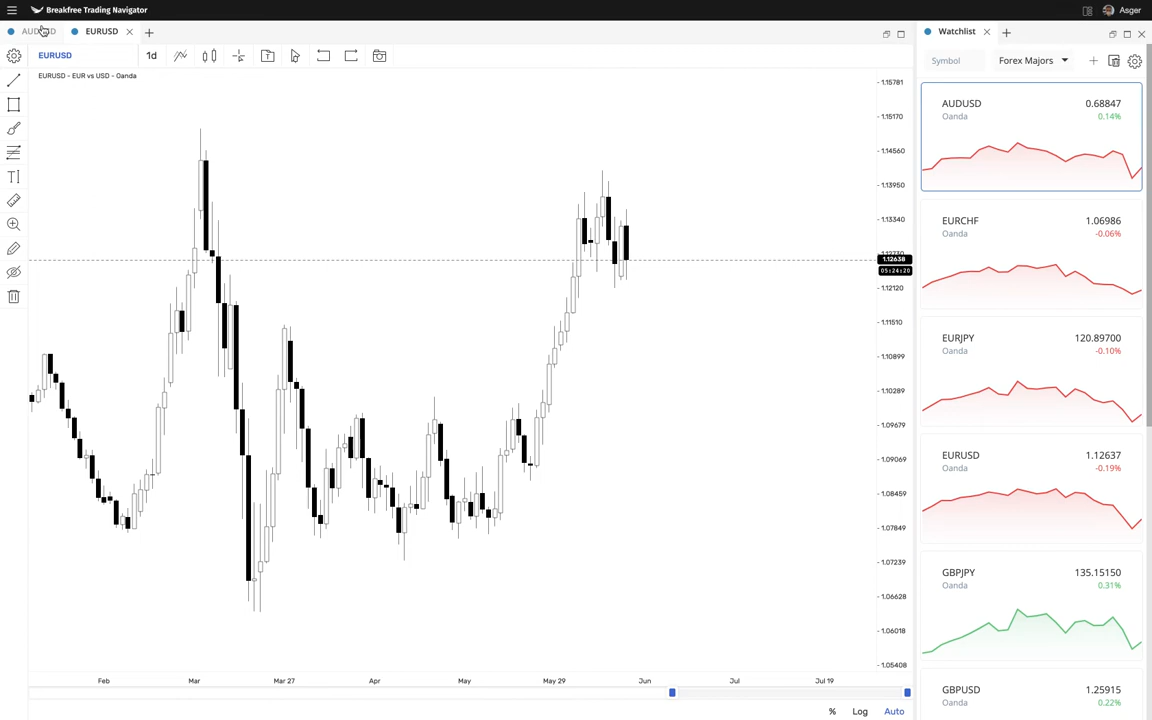 Breakfree Trading Navigator
Asger
EURUSD
Watchlist
EURUSD
1d
Symbol
Forex Majors
EURUSD - EUR vs USD - Oanda
1.15781
1.15170
1.14560
1.13950
1.13340
1.12638
05:24:20
1.12120
1.11510
1.10899
1.10289
1.09679
1.09069
1.08459
1.07849
1.07239
1.06628
1.06018
1.05408
Feb
Mar
Mar 27
Apr
May
May 29
Jun
Jul
Jul 19
%
Log
Auto
AUDUSD
0.68847
Oanda
0.14%
EURCHF
1.06986
Oanda
-0.06%
EURJPY
120.89700
Oanda
-0.10%
EURUSD
1.12637
Oanda
-0.19%
GBPJPY
135.15150
Oanda
0.31%
GBPUSD
1.25915
Oanda
0.22%